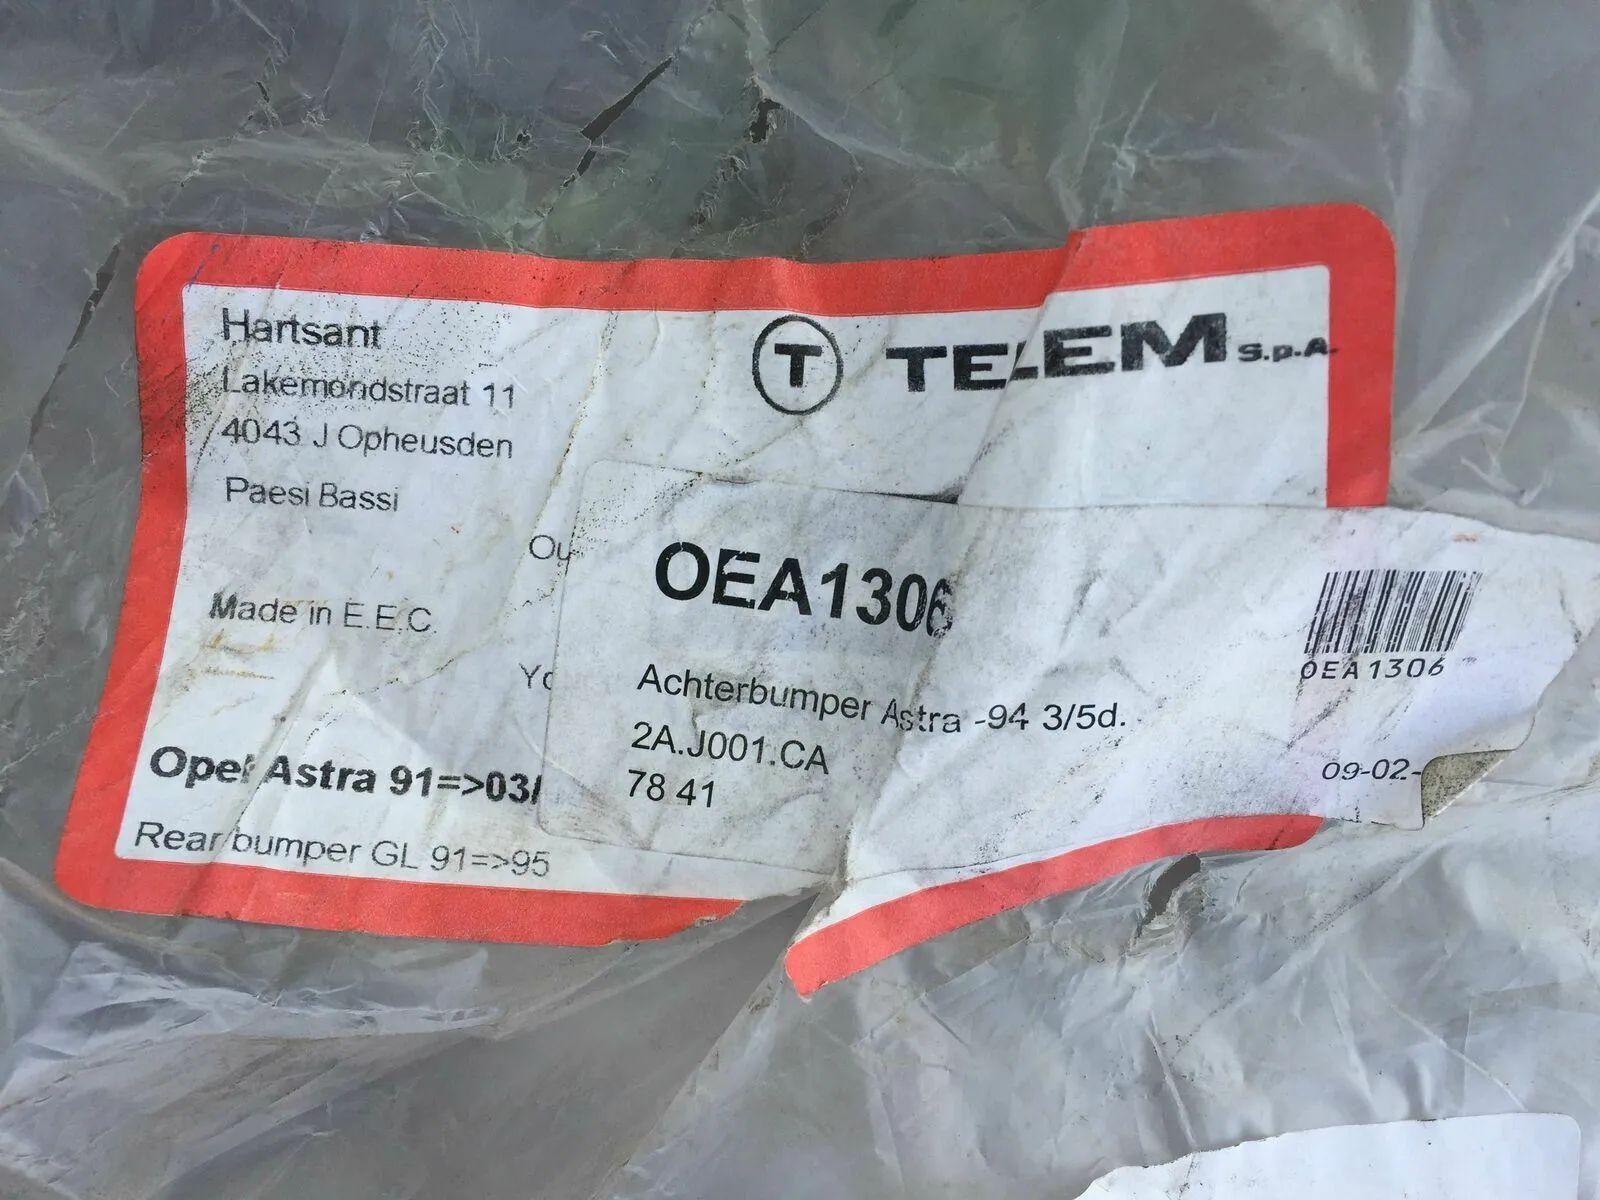 Hartsant
Lakemondstraat 11
4043 J Opheusden
Paesi Bassi
T TELEM S.p.A.
Made in E.E.C.
Opel Astra 91=>03/
Rear bumper GL 91=>95
OEA1306
Achterbumper Astra -94 3/5d.
2A.J001.CA
78 41
OEA1306
09-02-